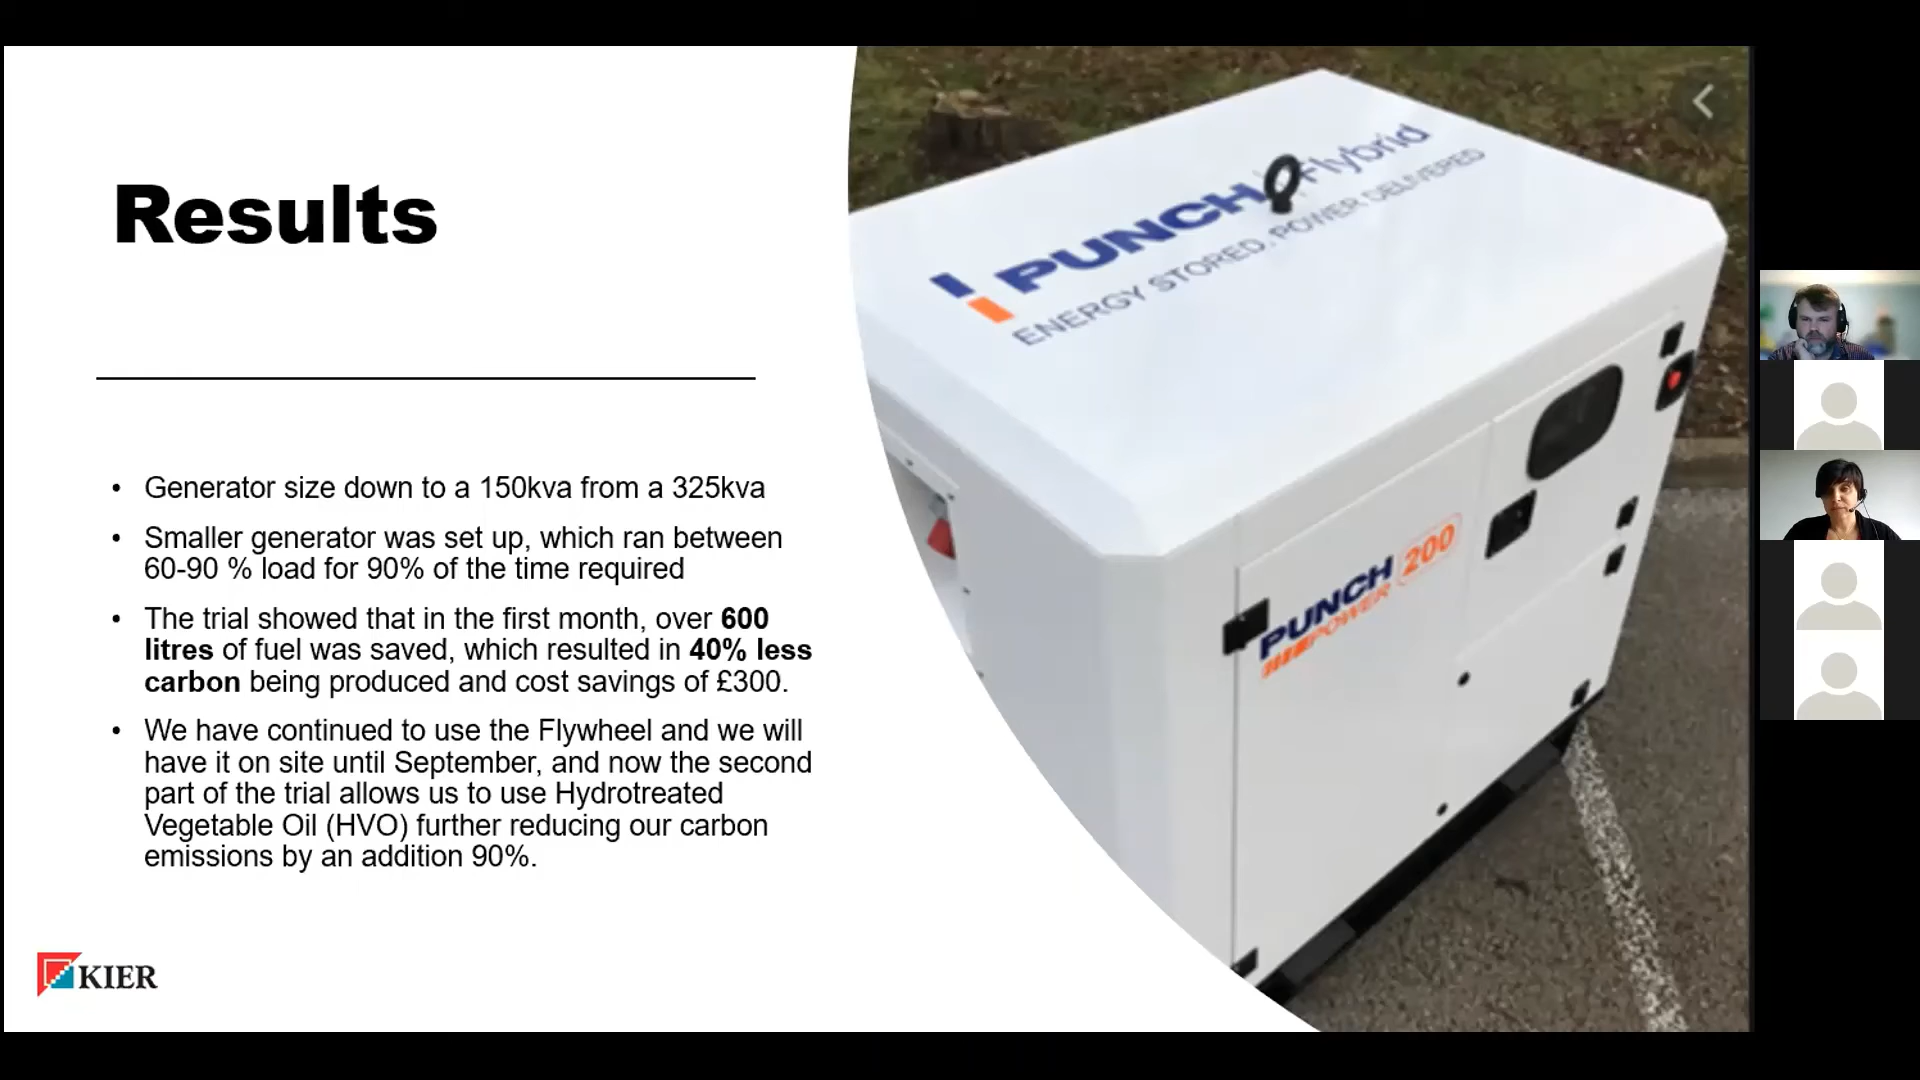 Results
• Generator size down to a 150kva from a 325kva
• Smaller generator was set up, which ran between
60-90 % load for 90% of the time required
• The trial showed that in the first month, over 600
litres of fuel was saved, which resulted in 40% less
carbon being produced and cost savings of £300.
• We have continued to use the Flywheel and we will
have it on site until September, and now the second
part of the trial allows us to use Hydrotreated
Vegetable Oil (HVO) further reducing our carbon
emissions by an addition 90%.
KIER
PUNCH Flybrid
ENERGY STORED, POWER DELIVERED
PUNCH 200
POWER